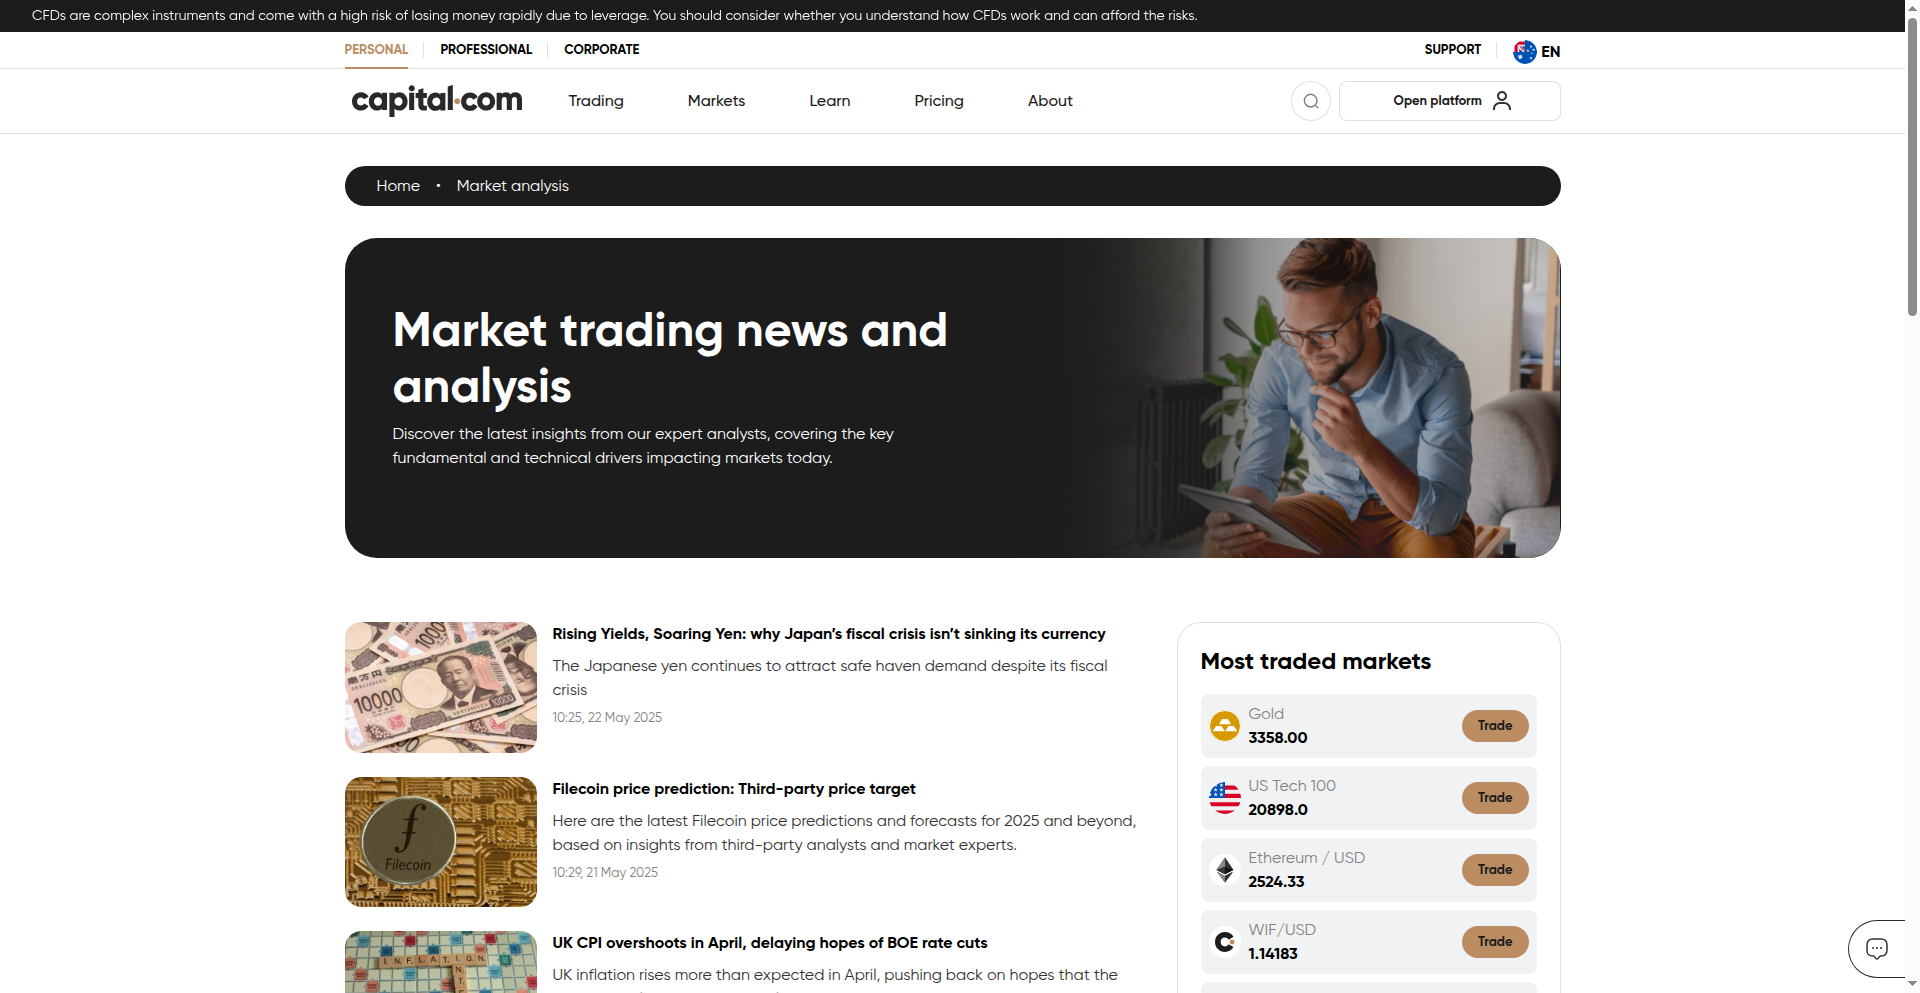 CFDs are complex instruments and come with a high risk of losing money rapidly due to leverage. You should consider whether you understand how CFDs work and can afford the risks.
PERSONAL
PROFESSIONAL
CORPORATE
SUPPORT
EN
capital.com
Trading
Markets
Learn
Pricing
About
Open platform
Home • Market analysis
Market trading news and
analysis
Discover the latest insights from our expert analysts, covering the key
fundamental and technical drivers impacting markets today.
Rising Yields, Soaring Yen: why Japan’s fiscal crisis isn’t sinking its currency
The Japanese yen continues to attract safe haven demand despite its fiscal
crisis
10:25, 22 May 2025
10000
1000
10000
Filecoin price prediction: Third-party price target
Here are the latest Filecoin price predictions and forecasts for 2025 and beyond,
based on insights from third-party analysts and market experts.
10:29, 21 May 2025
Filecoin
UK CPI overshoots in April, delaying hopes of BOE rate cuts
UK inflation rises more than expected in April, pushing back on hopes that the
INFLATION
Most traded markets
Gold
3358.00
Trade
US Tech 100
20898.0
Trade
Ethereum / USD
2524.33
Trade
WIF/USD
1.14183
Trade